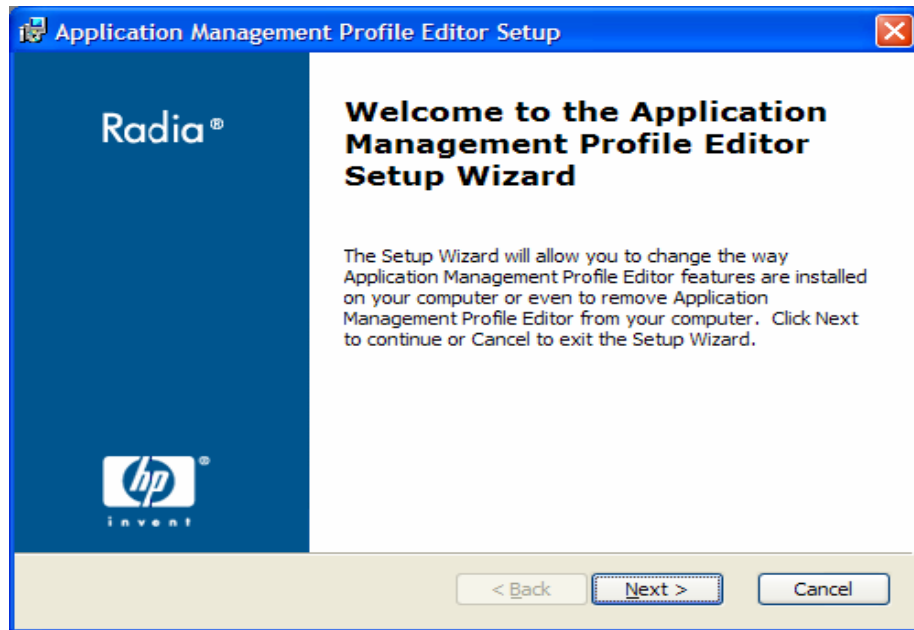 Application Management Profile Editor Setup
Radia ®
Welcome to the Application
Management Profile Editor
Setup Wizard
The Setup Wizard will allow you to change the way
Application Management Profile Editor features are installed
on your computer or even to remove Application
Management Profile Editor from your computer.  Click Next
to continue or Cancel to exit the Setup Wizard.
hp ®
invent
< Back
Next >
Cancel